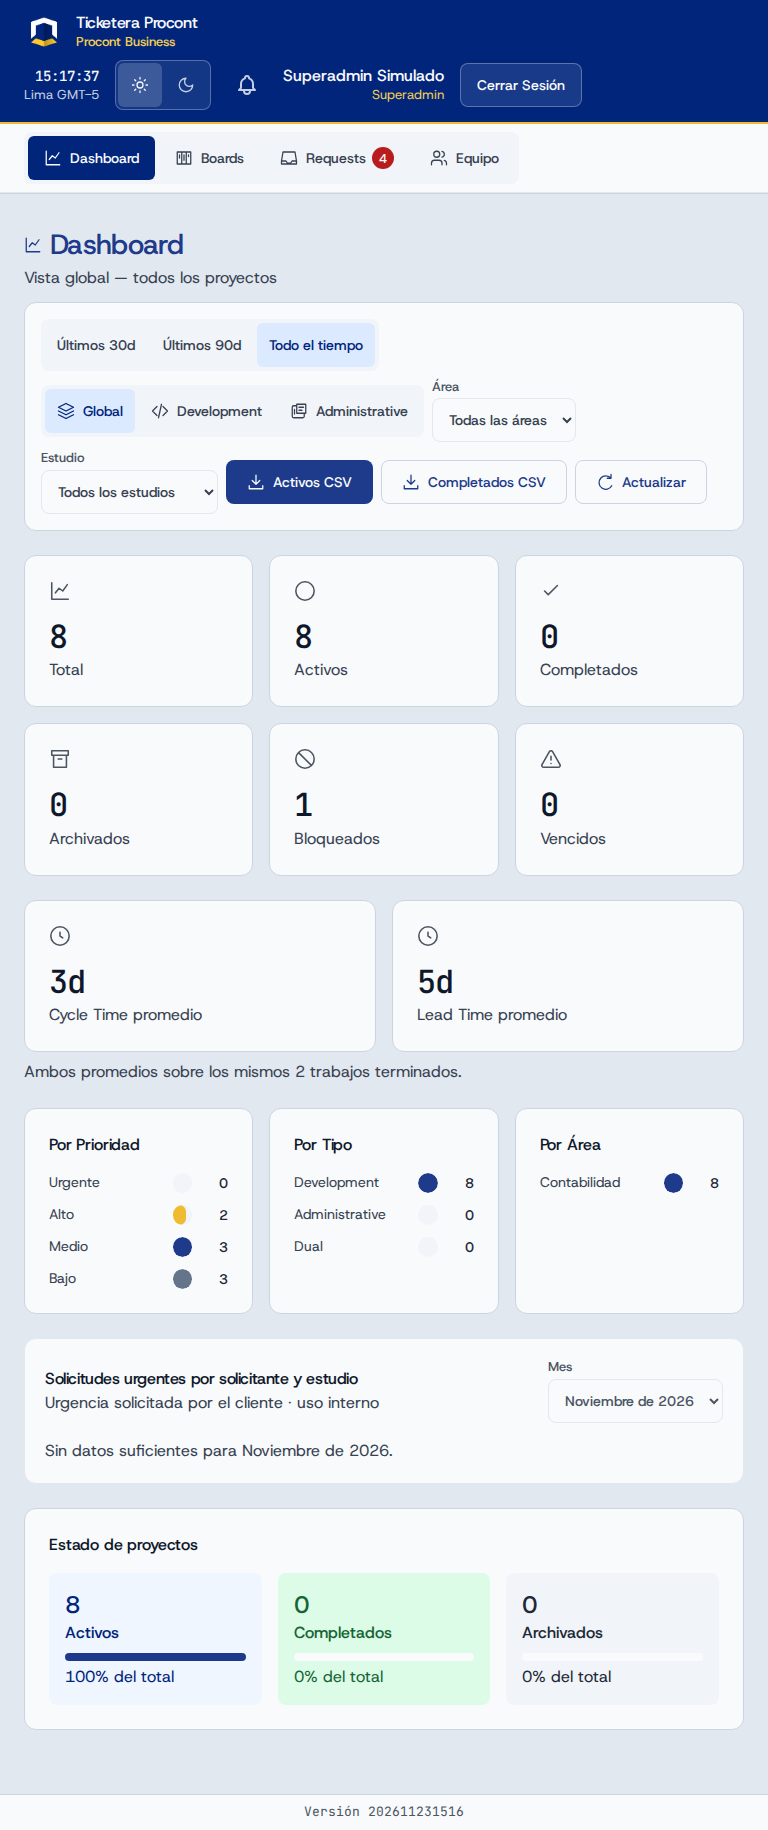 Ticketera Procont
Procont Business
15:17:37
Lima GMT-5
Superadmin Simulado
Superadmin
Cerrar Sesión
Dashboard
Boards
Requests 4
Equipo
Dashboard
Vista global — todos los proyectos
Últimos 30d
Últimos 90d
Todo el tiempo
Global
Development
Administrative
Área
Todas las áreas
Estudio
Todos los estudios
Activos CSV
Completados CSV
Actualizar
8
Total
8
Activos
0
Completados
0
Archivados
1
Bloqueados
0
Vencidos
3d
Cycle Time promedio
5d
Lead Time promedio
Ambos promedios sobre los mismos 2 trabajos terminados.
Por Prioridad
Urgente 0
Alto 2
Medio 3
Bajo 3
Por Tipo
Development 8
Administrative 0
Dual 0
Por Área
Contabilidad 8
Solicitudes urgentes por solicitante y estudio
Urgencia solicitada por el cliente · uso interno
Mes
Noviembre de 2026
Sin datos suficientes para Noviembre de 2026.
Estado de proyectos
8
Activos
100% del total
0
Completados
0% del total
0
Archivados
0% del total
Versión 202611231516